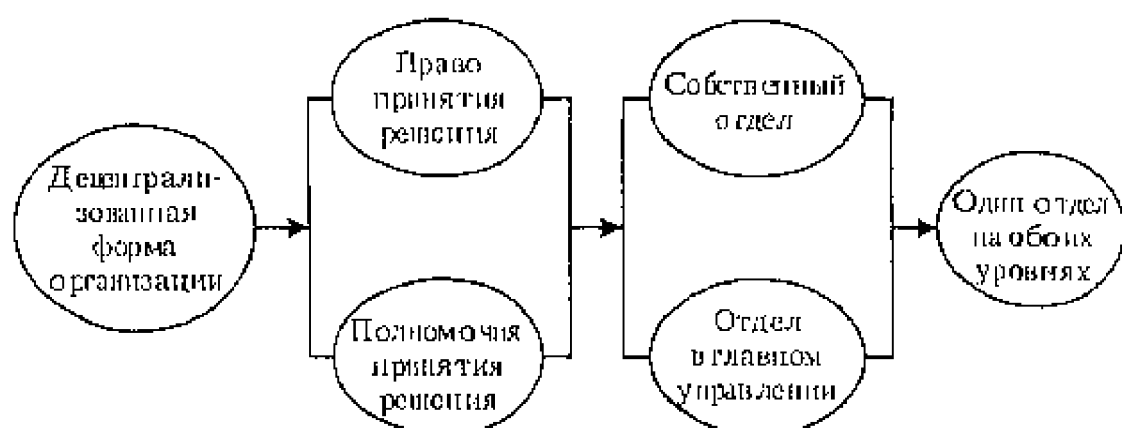 Децентрали-
зованная
форма
организации
Право
принятия
решения
Полномочия
принятия
решения
Собственный
отдел
Отдел
в главном
управлении
Один отдел
на обоих
уровнях